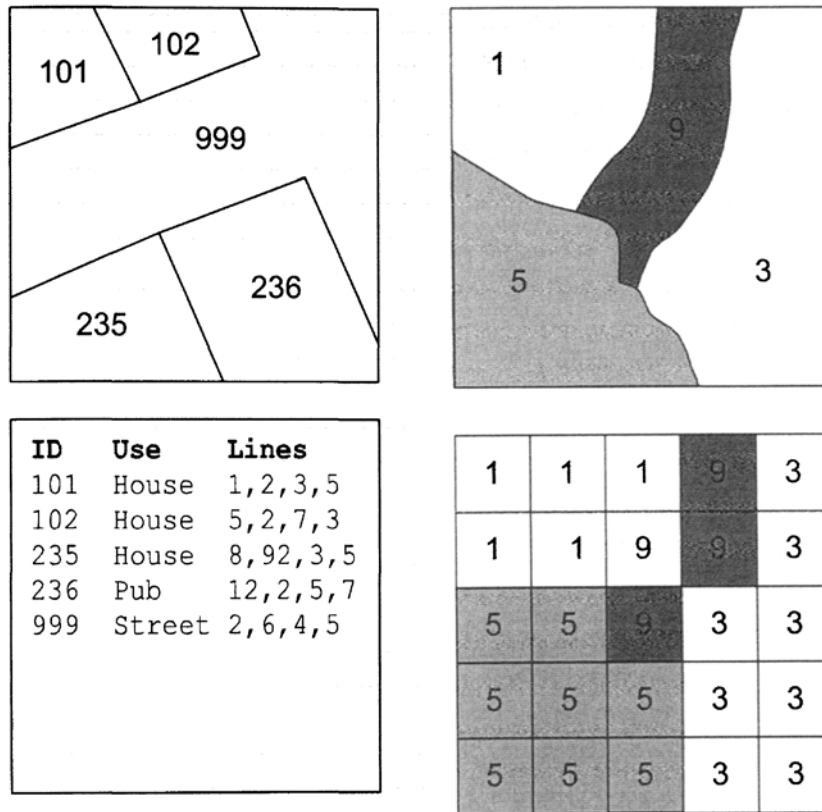 101
102
999
235
236
1
9
5
3
ID Use Lines
101 House 1,2,3,5
102 House 5,2,7,3
235 House 8,92,3,5
236 Pub 12,2,5,7
999 Street 2,6,4,5
1 1 1 9 3
1 1 9 9 3
5 5 9 3 3
5 5 5 3 3
5 5 5 3 3